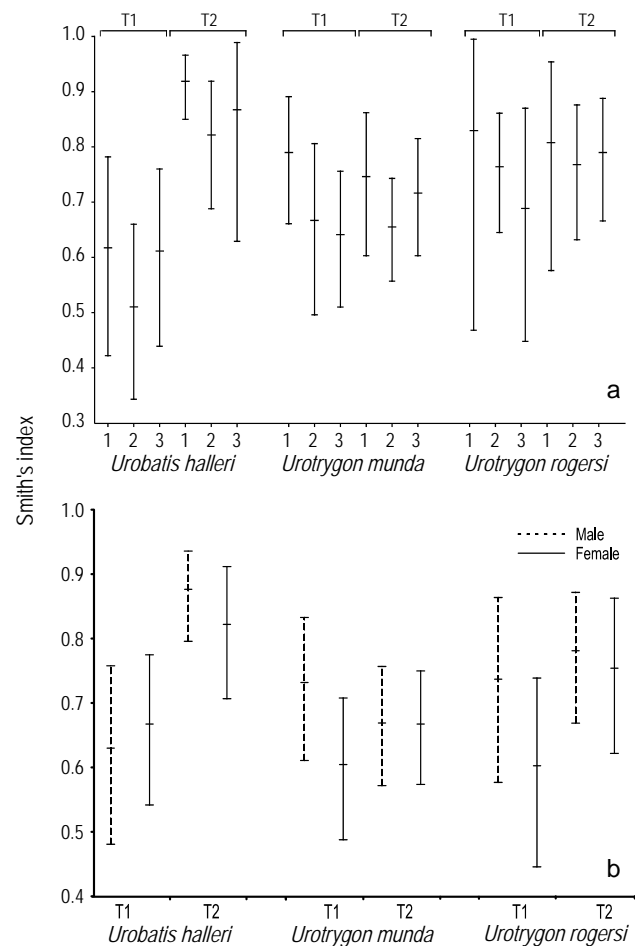 T1 T2 T1 T2 T1 T2
1.0
0.9
0.8
0.7
0.6
0.5
0.4
0.3
a
1 2 3 1 2 3 1 2 3 1 2 3 1 2 3 1 2 3
Urobatis halleri Urotrygon munda Urotrygon rogersi
Smith's index
1.0
0.9
0.8
0.7
0.6
0.5
0.4
Male
Female
b
T1 T2 T1 T2 T1 T2
Urobatis halleri Urotrygon munda Urotrygon rogersi